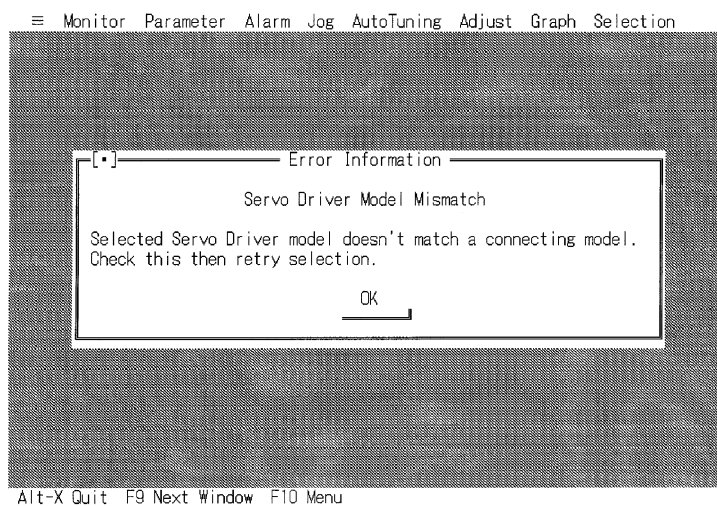 ≡ Monitor Parameter Alarm Jog AutoTuning Adjust Graph Selection
[▪] Error Information
Servo Driver Model Mismatch
Selected Servo Driver model doesn't match a connecting model.
Check this then retry selection.
OK
Alt-X Quit F9 Next Window F10 Menu